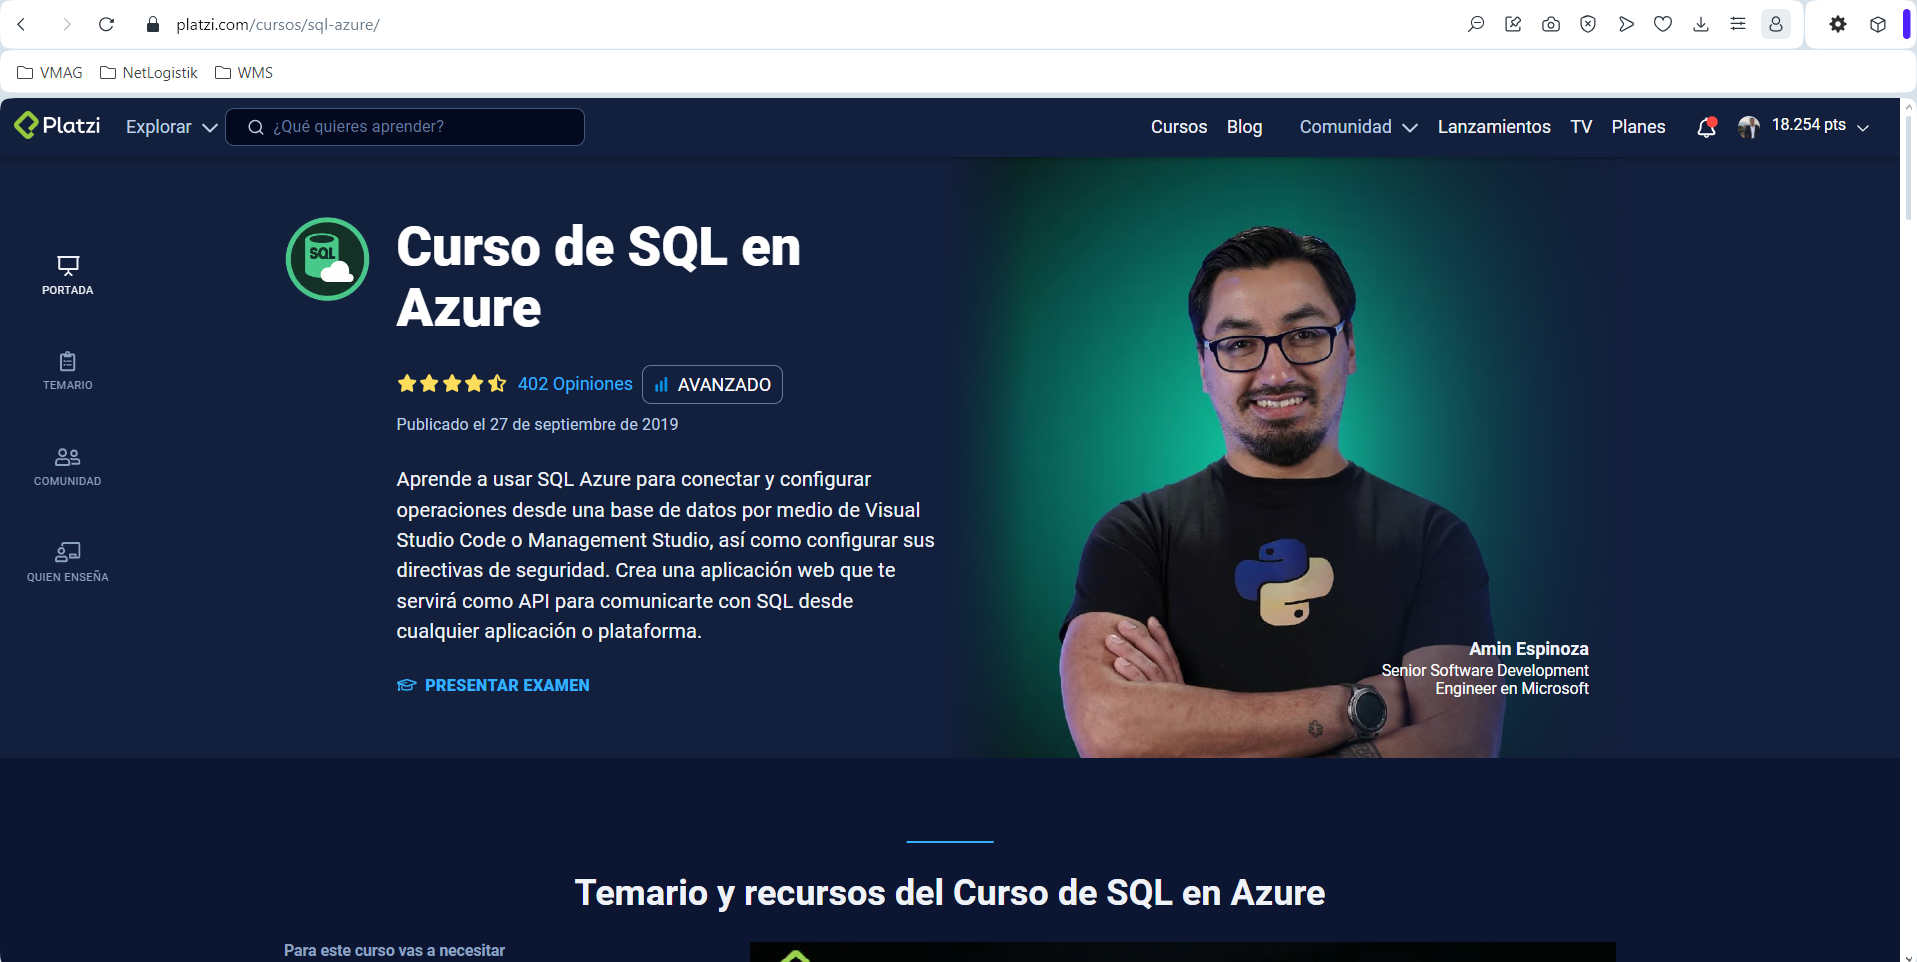 platzi.com/cursos/sql-azure/
VMAG NetLogistik WMS
Platzi Explorar ¿Qué quieres aprender? Cursos Blog Comunidad Lanzamientos TV Planes 18.254 pts
PORTADA
TEMARIO
COMUNIDAD
QUIEN ENSEÑA
SQL
Curso de SQL en
Azure
402 Opiniones AVANZADO
Publicado el 27 de septiembre de 2019
Aprende a usar SQL Azure para conectar y configurar
operaciones desde una base de datos por medio de Visual
Studio Code o Management Studio, así como configurar sus
directivas de seguridad. Crea una aplicación web que te
servirá como API para comunicarte con SQL desde
cualquier aplicación o plataforma.
PRESENTAR EXAMEN
Amin Espinoza
Senior Software Development
Engineer en Microsoft
Temario y recursos del Curso de SQL en Azure
Para este curso vas a necesitar